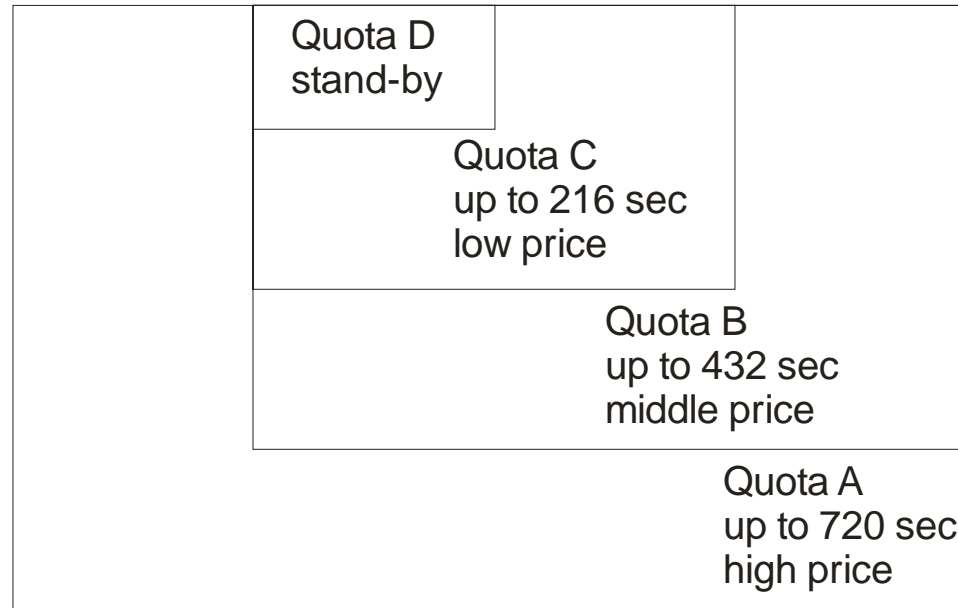 Quota D
stand-by
Quota C
up to 216 sec
low price
Quota B
up to 432 sec
middle price
Quota A
up to 720 sec
high price